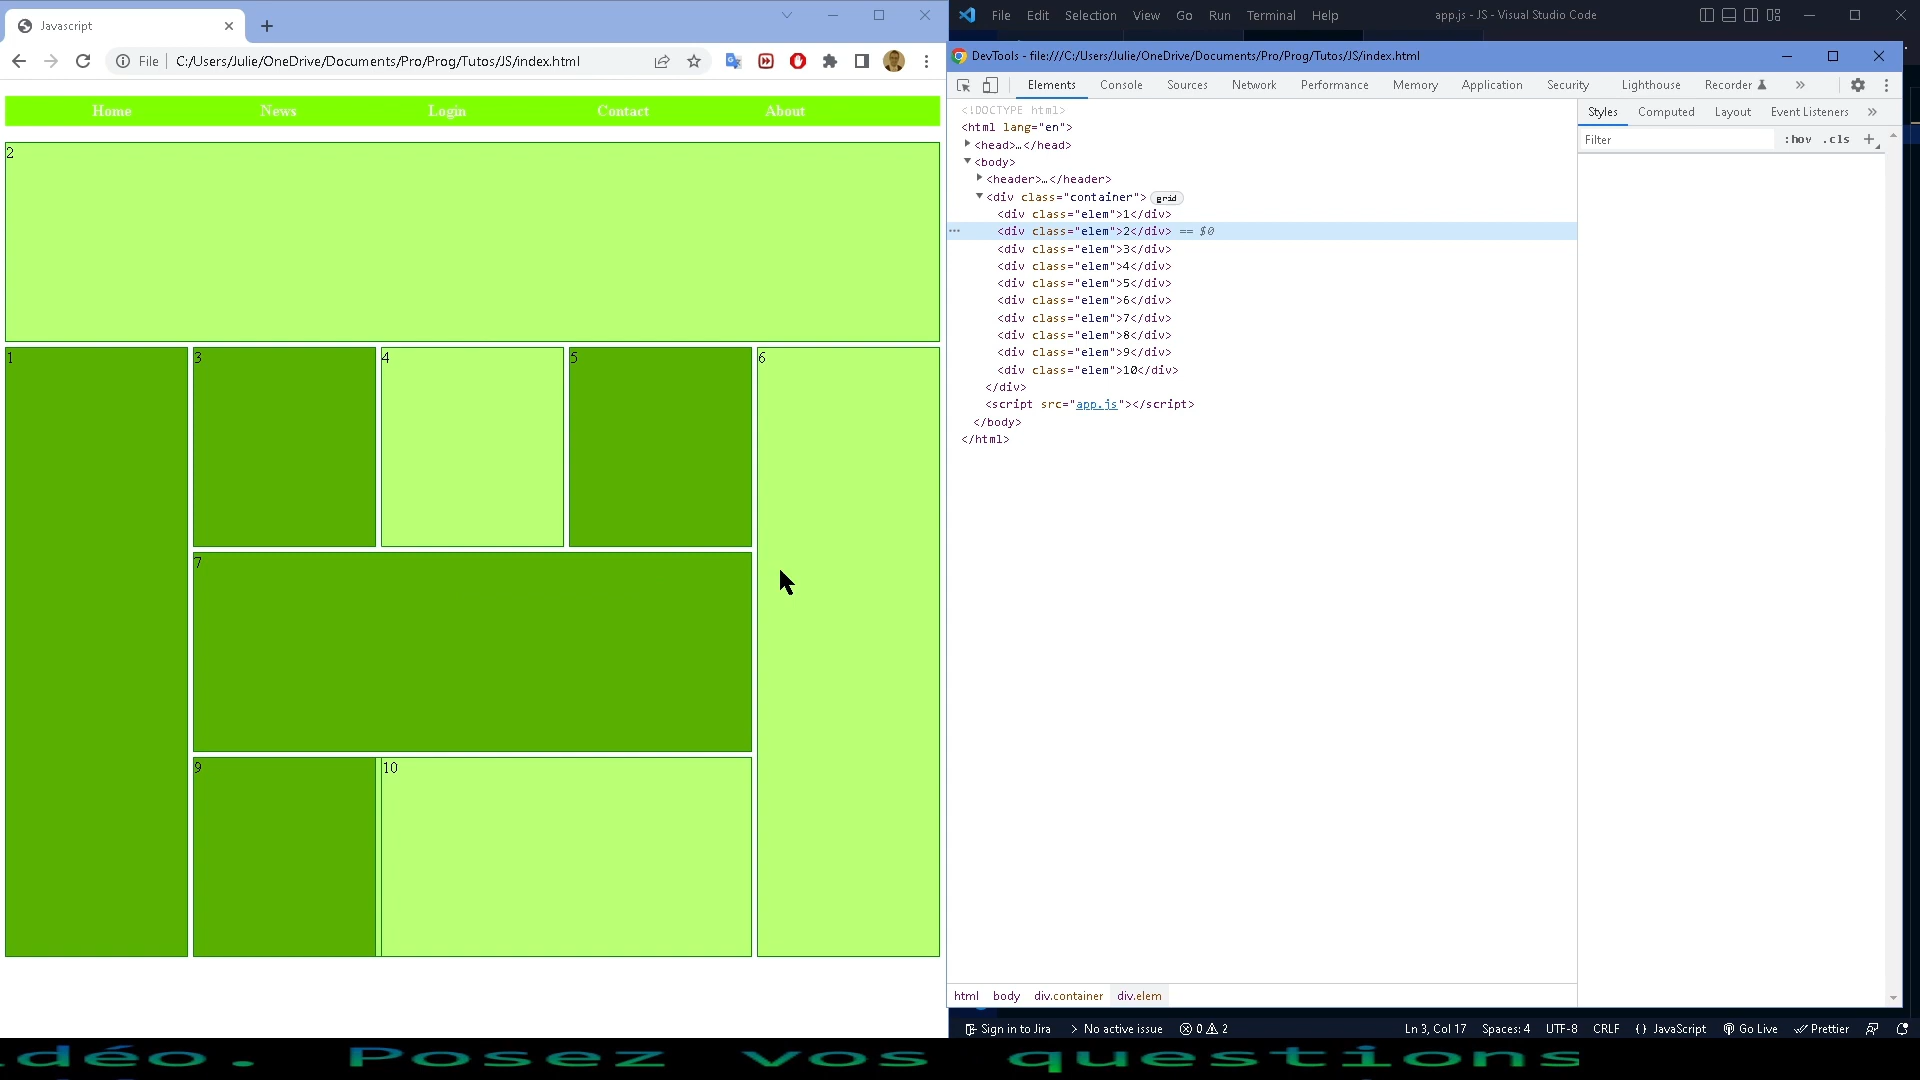 Javascript
File Edit Selection View Go Run Terminal Help app.js - JS - Visual Studio Code
File C:/Users/Julie/OneDrive/Documents/Pro/Prog/Tutos/JS/index.html
DevTools - file:///C:/Users/Julie/OneDrive/Documents/Pro/Prog/Tutos/JS/index.html
Elements Console Sources Network Performance Memory Application Security Lighthouse Recorder
Home News Login Contact About
2
1
3
4
5
6
7
9
10
<!DOCTYPE html>
<html lang="en">
<head>…</head>
<body>
<header>…</header>
<div class="container"> grid
<div class="elem">1</div>
<div class="elem">2</div> == $0
<div class="elem">3</div>
<div class="elem">4</div>
<div class="elem">5</div>
<div class="elem">6</div>
<div class="elem">7</div>
<div class="elem">8</div>
<div class="elem">9</div>
<div class="elem">10</div>
</div>
<script src="app.js"></script>
</body>
</html>
Styles Computed Layout Event Listeners
Filter :hov .cls
html body div.container div.elem
Sign in to Jira No active issue 0 2 Ln 3, Col 17 Spaces: 4 UTF-8 CRLF {} JavaScript Go Live Prettier
déo. Posez vos questions